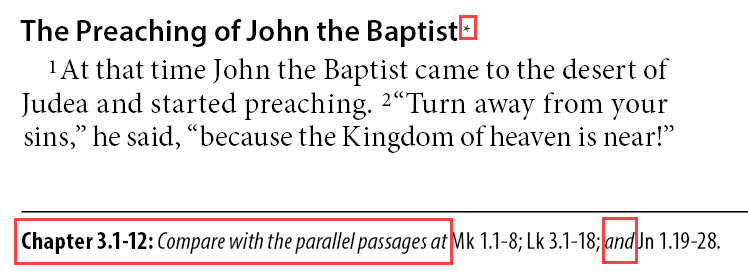 The Preaching of John the Baptist*
1At that time John the Baptist came to the desert of
Judea and started preaching. 2“Turn away from your
sins,” he said, “because the Kingdom of heaven is near!”
Chapter 3.1-12: Compare with the parallel passages at Mk 1.1-8; Lk 3.1-18; and Jn 1.19-28.